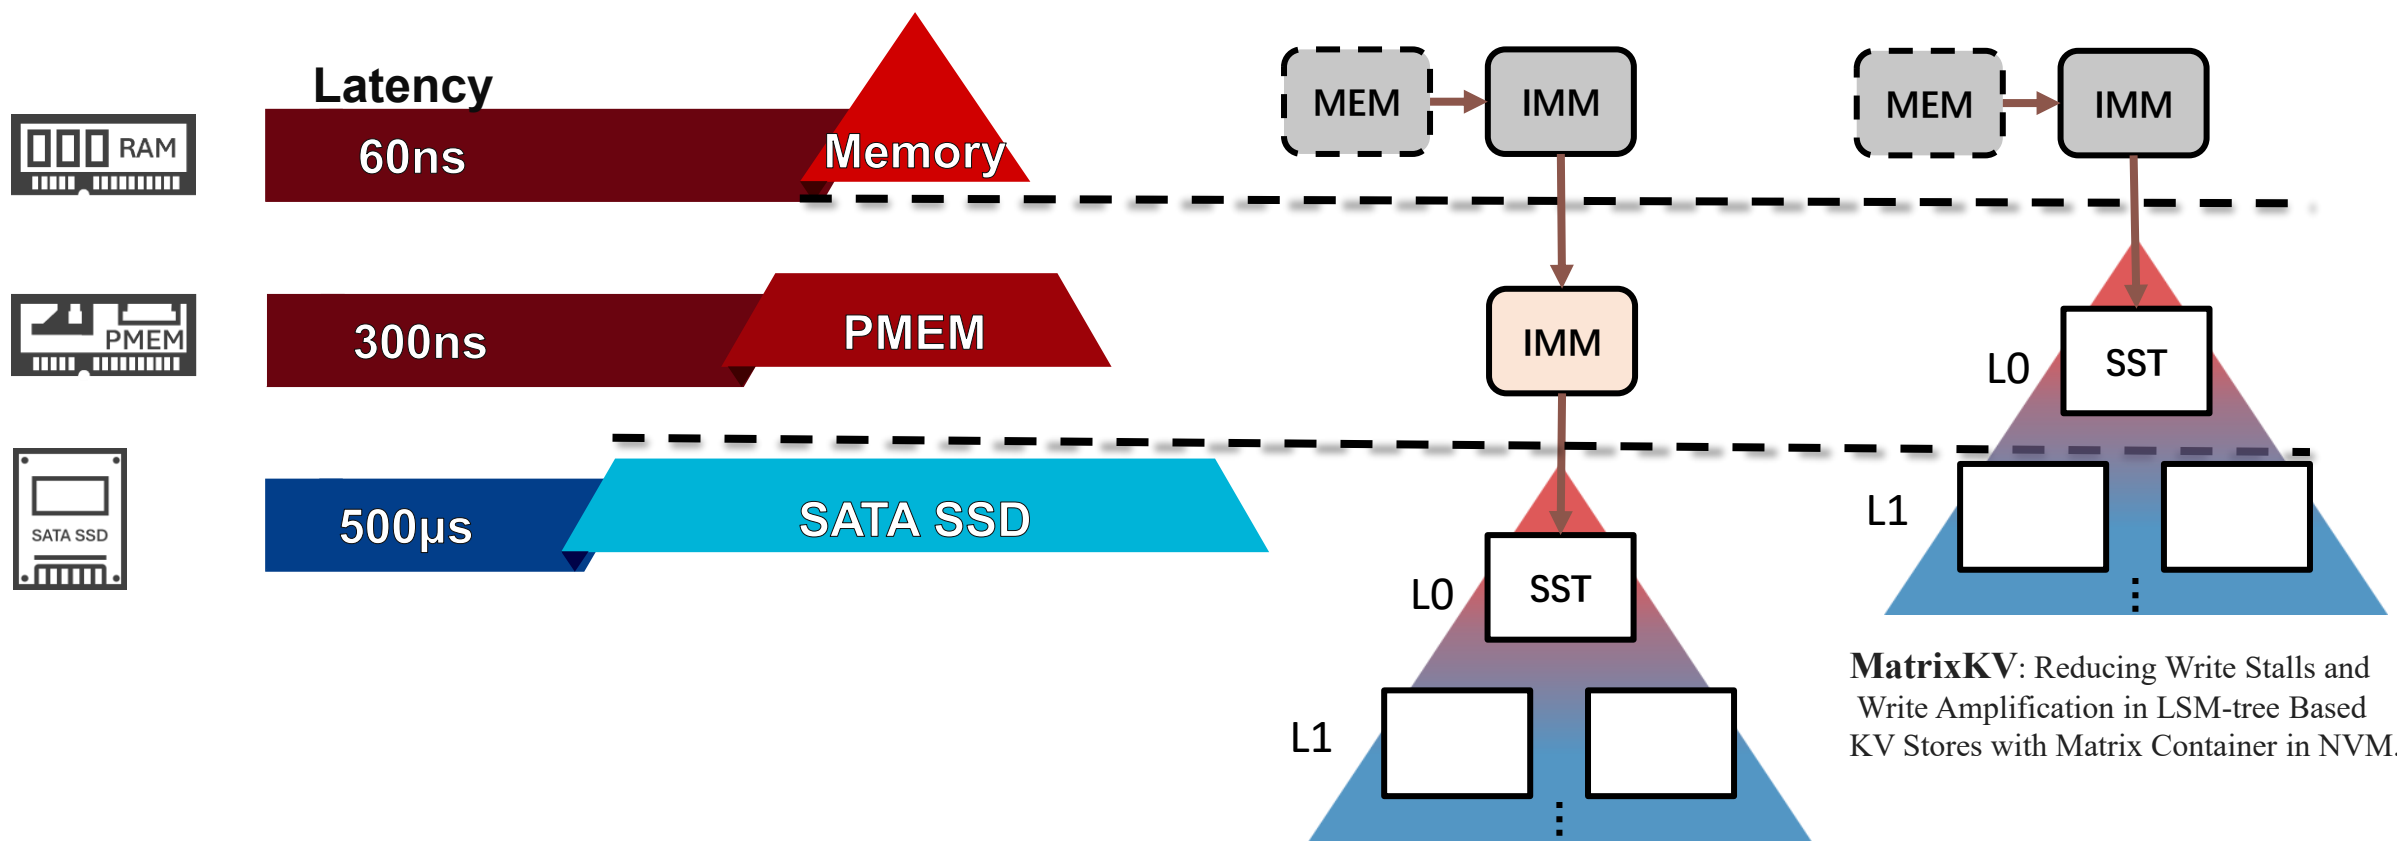 Latency
RAM
60ns
Memory
PMEM
300ns
PMEM
SATA SSD
500µs
SATA SSD
MEM
IMM
IMM
L0
SST
L1
⋮
MEM
IMM
L0
SST
L1
⋮
MatrixKV: Reducing Write Stalls and
Write Amplification in LSM-tree Based
KV Stores with Matrix Container in NVM.